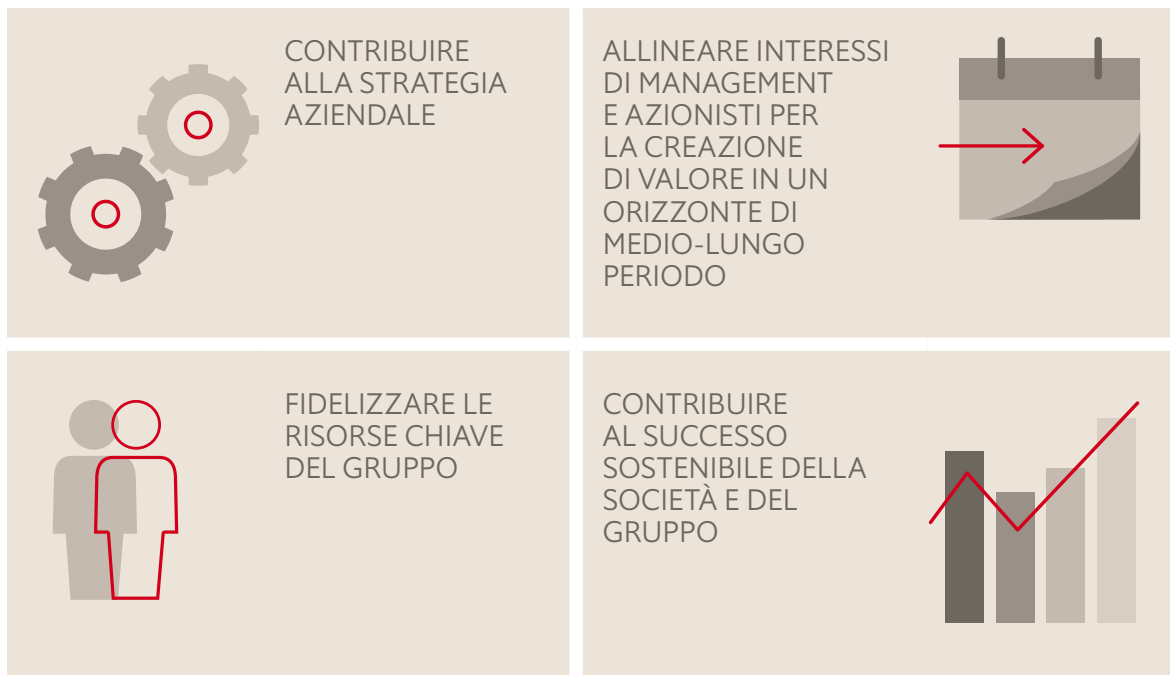 CONTRIBUIRE
ALLA STRATEGIA
AZIENDALE
ALLINEARE INTERESSI
DI MANAGEMENT
E AZIONISTI PER
LA CREAZIONE
DI VALORE IN UN
ORIZZONTE DI
MEDIO-LUNGO
PERIODO
FIDELIZZARE LE
RISORSE CHIAVE
DEL GRUPPO
CONTRIBUIRE
AL SUCCESSO
SOSTENIBILE DELLA
SOCIETÀ E DEL
GRUPPO